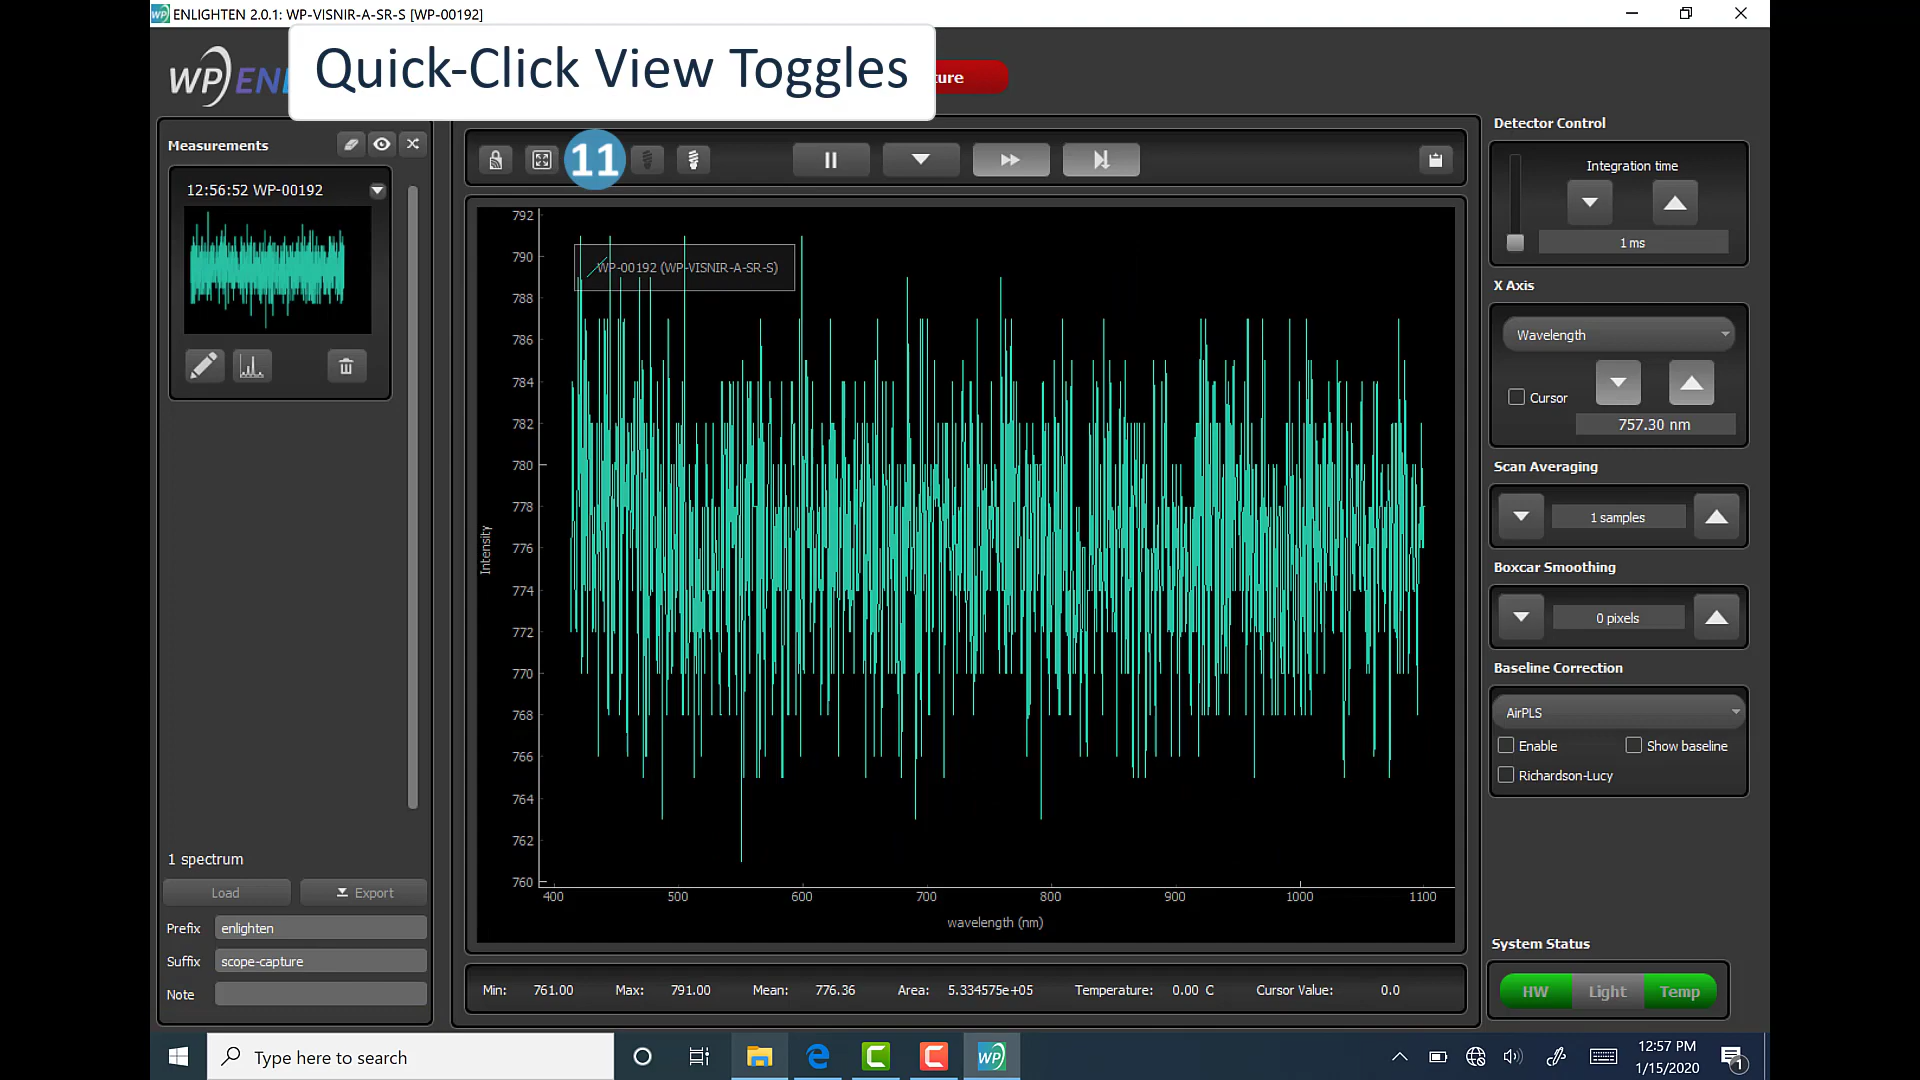 ENLIGHTEN 2.0.1: WP-VISNIR-A-SR-S [WP-00192]
Quick-Click View Toggles
WP ENL
ure
Measurements
12:56:52 WP-00192
11
1 spectrum
Load
Export
Prefix
enlighten
Suffix
scope-capture
Note
792
790
788
786
784
782
780
778
776
774
772
770
768
766
764
762
760
Intensity
WP-00192 (WP-VISNIR-A-SR-S)
400
500
600
700
800
900
1000
1100
wavelength (nm)
Min: 761.00 Max: 791.00 Mean: 776.36 Area: 5.334575e+05 Temperature: 0.00 C Cursor Value: 0.0
Detector Control
Integration time
1 ms
X Axis
Wavelength
Cursor
757.30 nm
Scan Averaging
1 samples
Boxcar Smoothing
0 pixels
Baseline Correction
AirPLS
Enable
Show baseline
Richardson-Lucy
System Status
HW
Light
Temp
Type here to search
WP
12:57 PM
1/15/2020
1